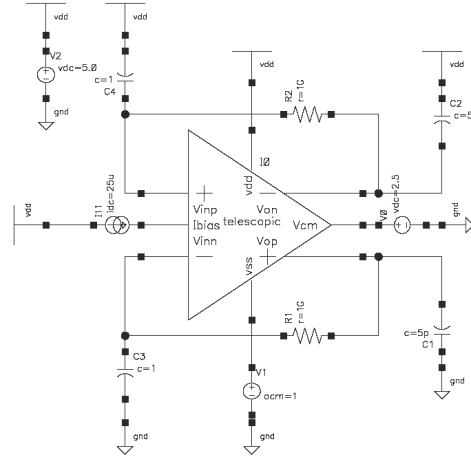 vdd
vdd
vdd
vdd
V2
vdc=5.0
gnd
c=1
C4
R2
r=1G
C2
c=5
I0
vdd
idc=25u
I11
vdd
Vinp
Ibias
Vinn
telescopic
Von
Vcm
Vop
vss
V0
vdc=2.5
gnd
R1
r=1G
c=5p
C1
C3
c=1
V1
acm=1
gnd
gnd
gnd